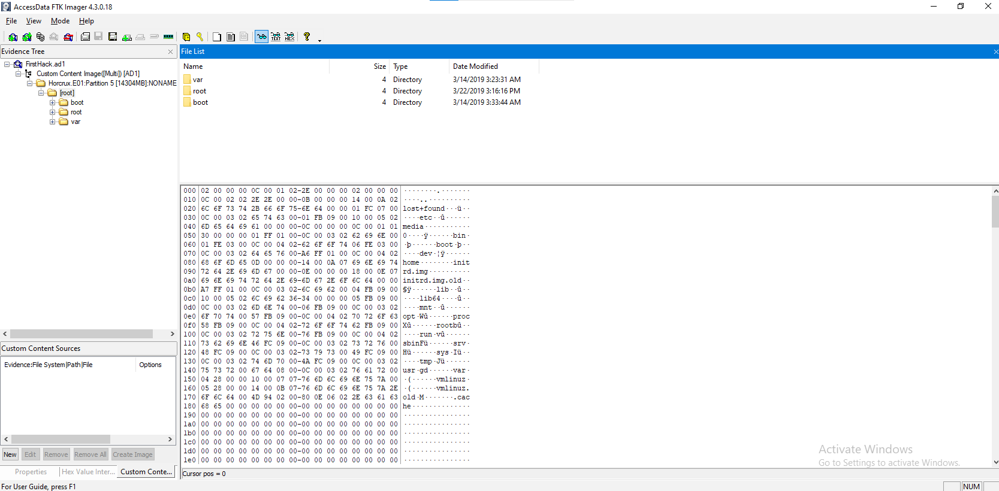 AccessData FTK Imager 4.3.0.18
File View Mode Help
Evidence Tree
FirstHack.ad1
Custom Content Image([Multi]) [AD1]
Horcrux.E01:Partition 5 [14304MB]:NONAME
[root]
boot
root
var
File List
Name Size Type Date Modified
var 4 Directory 3/14/2019 3:23:31 AM
root 4 Directory 3/22/2019 3:16:16 PM
boot 4 Directory 3/14/2019 3:33:44 AM
000 02 00 00 00 0C 00 01 02-2E 00 00 00 02 00 00 00 ········.·······
010 0C 00 02 02 2E 2E 00 00-0B 00 00 00 14 00 0A 02 ····..··········
020 6C 6F 73 74 2B 66 6F 75-6E 64 00 00 01 FC 07 00 lost+found···ü··
030 0C 00 03 02 65 74 63 00-01 FB 09 00 10 00 05 02 ····etc··û······
040 6D 65 64 69 61 00 00 00-0C 00 00 00 0C 00 01 01 media···········
050 30 00 00 00 01 FF 01 00-0C 00 03 02 62 69 6E 00 0····ÿ······bin·
060 01 FE 03 00 0C 00 04 02-62 6F 6F 74 06 FE 03 00 ·þ······boot·þ··
070 0C 00 03 02 64 65 76 00-A6 FF 01 00 0C 00 04 02 ····dev·¦ÿ······
080 68 6F 6D 65 0D 00 00 00-14 00 0A 07 69 6E 69 74 home········init
090 72 64 2E 69 6D 67 00 00-0E 00 00 00 18 00 0E 07 rd.img··········
0a0 69 6E 69 74 72 64 2E 69-6D 67 2E 6F 6C 64 00 00 initrd.img.old··
0b0 A7 FF 01 00 0C 00 03 02-6C 69 62 00 04 FB 09 00 §ÿ······lib··û··
0c0 10 00 05 02 6C 69 62 36-34 00 00 00 05 FB 09 00 ····lib64····û··
0d0 0C 00 03 02 6D 6E 74 00-06 FB 09 00 0C 00 03 02 ····mnt··û······
0e0 6F 70 74 00 57 FB 09 00-0C 00 04 02 70 72 6F 63 opt·Wû······proc
0f0 58 FB 09 00 0C 00 04 02-72 6F 6F 74 62 FB 09 00 Xû······rootbû··
100 0C 00 03 02 72 75 6E 00-76 FB 09 00 0C 00 04 02 ····run·vû······
110 73 62 69 6E 46 FC 09 00-0C 00 03 02 73 72 76 00 sbinFü······srv·
120 48 FC 09 00 0C 00 03 02-73 79 73 00 49 FC 09 00 Hü······sys·Iü··
130 0C 00 03 02 74 6D 70 00-4A FC 09 00 0C 00 03 02 ····tmp·Jü······
140 75 73 72 00 67 64 08 00-0C 00 03 02 76 61 72 00 usr·gd······var·
150 04 28 00 00 10 00 07 07-76 6D 6C 69 6E 75 7A 00 ·(······vmlinuz·
160 05 28 00 00 14 00 0B 07-76 6D 6C 69 6E 75 7A 2E ·(······vmlinuz.
170 6F 6C 64 00 4D 94 02 00-80 0E 06 02 2E 63 61 63 old·M·······.cac
180 68 65 00 00 00 00 00 00-00 00 00 00 00 00 00 00 he··············
190 00 00 00 00 00 00 00 00-00 00 00 00 00 00 00 00 ················
1a0 00 00 00 00 00 00 00 00-00 00 00 00 00 00 00 00 ················
1b0 00 00 00 00 00 00 00 00-00 00 00 00 00 00 00 00 ················
1c0 00 00 00 00 00 00 00 00-00 00 00 00 00 00 00 00 ················
1d0 00 00 00 00 00 00 00 00-00 00 00 00 00 00 00 00 ················
1e0 00 00 00 00 00 00 00 00-00 00 00 00 00 00 00 00 ················
Cursor pos = 0
Custom Content Sources
Evidence:File System|Path|File Options
New Edit Remove Remove All Create Image
Properties Hex Value Inter... Custom Conte...
Activate Windows
Go to Settings to activate Windows.
For User Guide, press F1
NUM